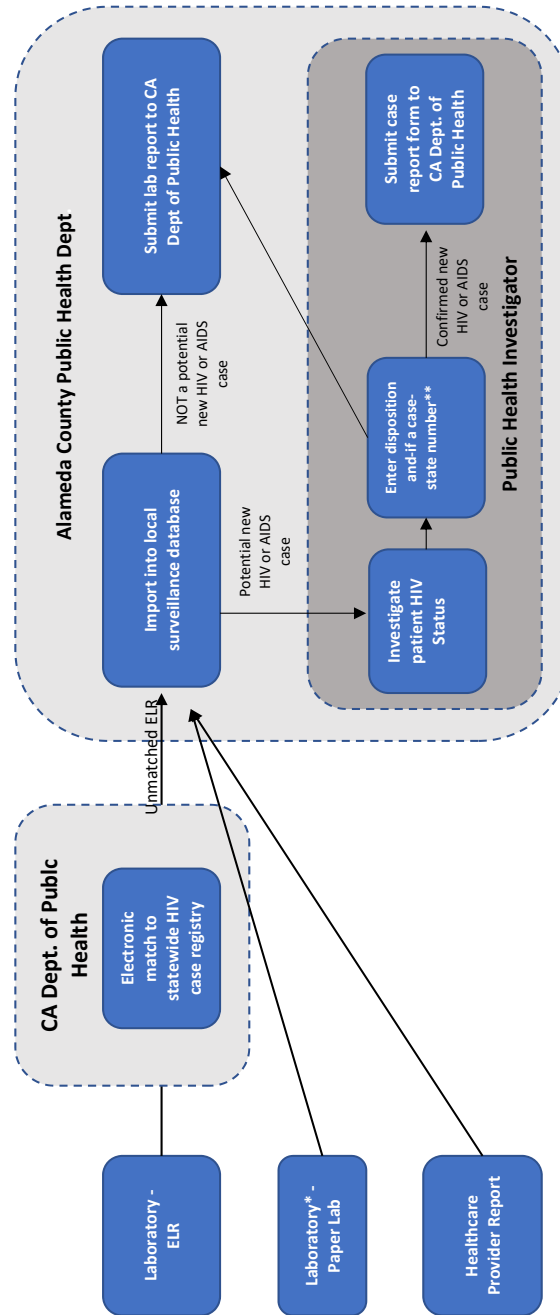 Laboratory -
ELR
Laboratory* -
Paper Lab
Healthcare
Provider Report
CA Dept. of Publc
Health
Electronic
match to
statewide HIV
case registry
Unmatched ELR
Alameda County Public Health Dept
Import into local
surveillance database
NOT a potential
new HIV or AIDS
case
Submit lab report to CA
Dept of Public Health
Potential new
HIV or AIDS
case
Investigate
patient HIV
Status
Enter disposition
and-if a case-
state number**
Confirmed new
HIV or AIDS
case
Submit case
report form to
CA Dept. of
Public Health
Public Health Investigator